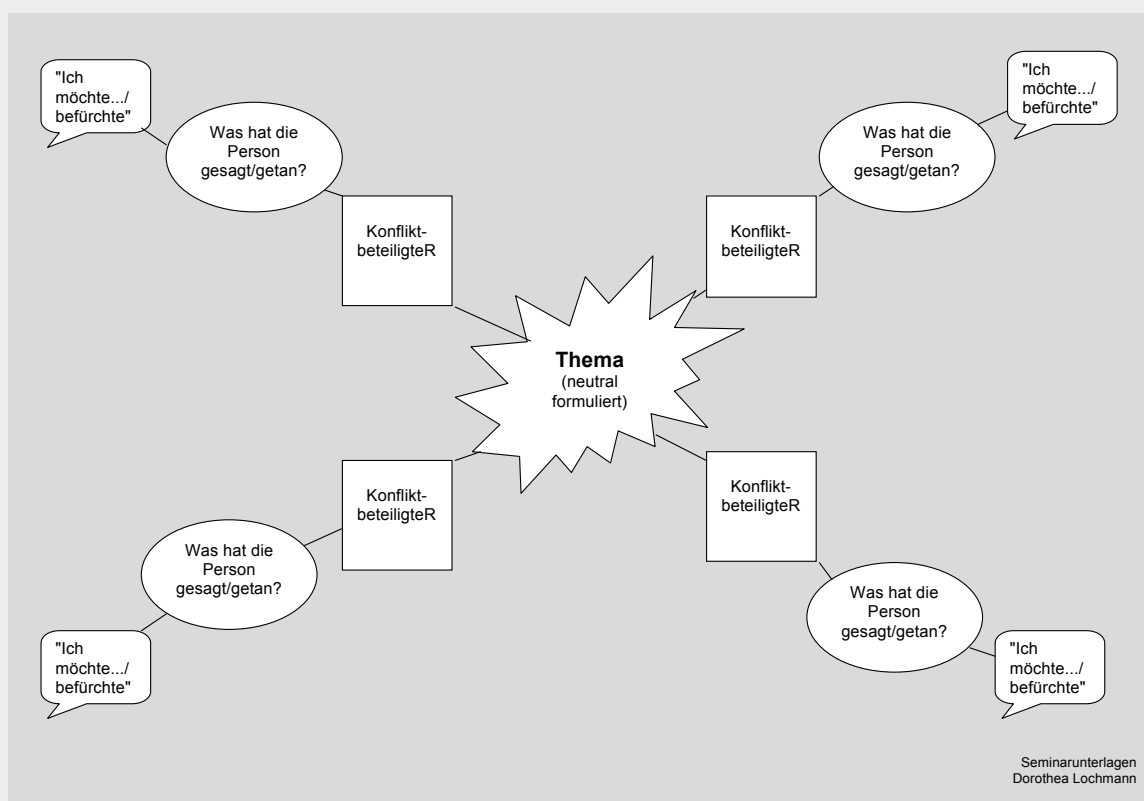 "Ich
möchte.../
befürchte"
Was hat die
Person
gesagt/getan?
Konflikt-
beteiligteR
"Ich
möchte.../
befürchte"
Was hat die
Person
gesagt/getan?
Konflikt-
beteiligteR
Thema
(neutral
formuliert)
Konflikt-
beteiligteR
Was hat die
Person
gesagt/getan?
"Ich
möchte.../
befürchte"
Konflikt-
beteiligteR
Was hat die
Person
gesagt/getan?
"Ich
möchte.../
befürchte"
Seminarunterlagen
Dorothea Lochmann